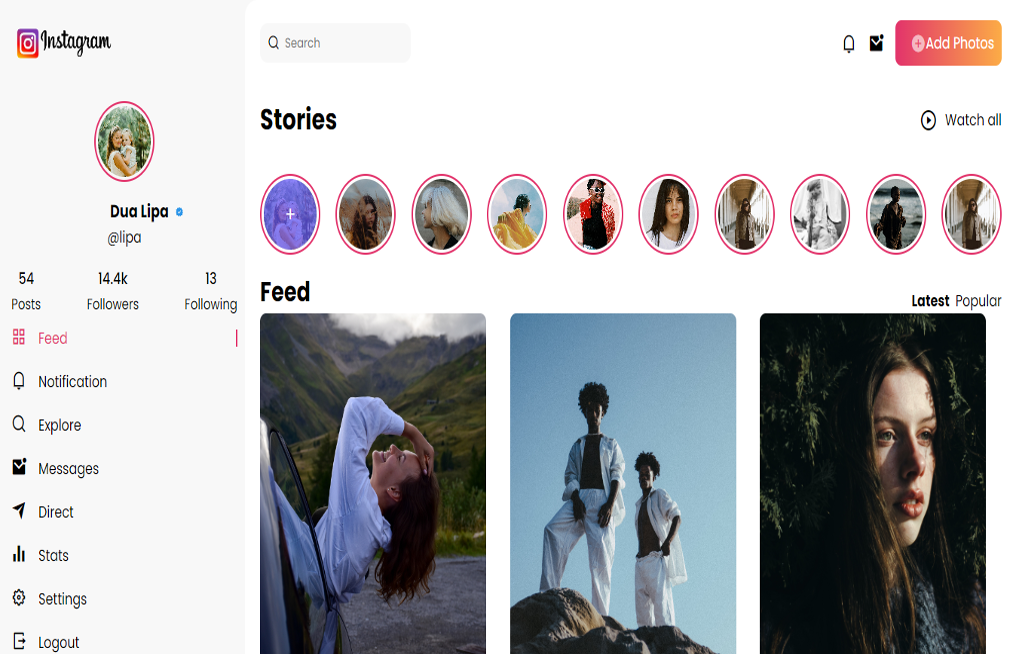 Instagram
Search
Add Photos
Dua Lipa
@lipa
54 14.4k 13
Posts Followers Following
Feed
Notification
Explore
Messages
Direct
Stats
Settings
Logout
Stories
Watch all
Feed
Latest Popular